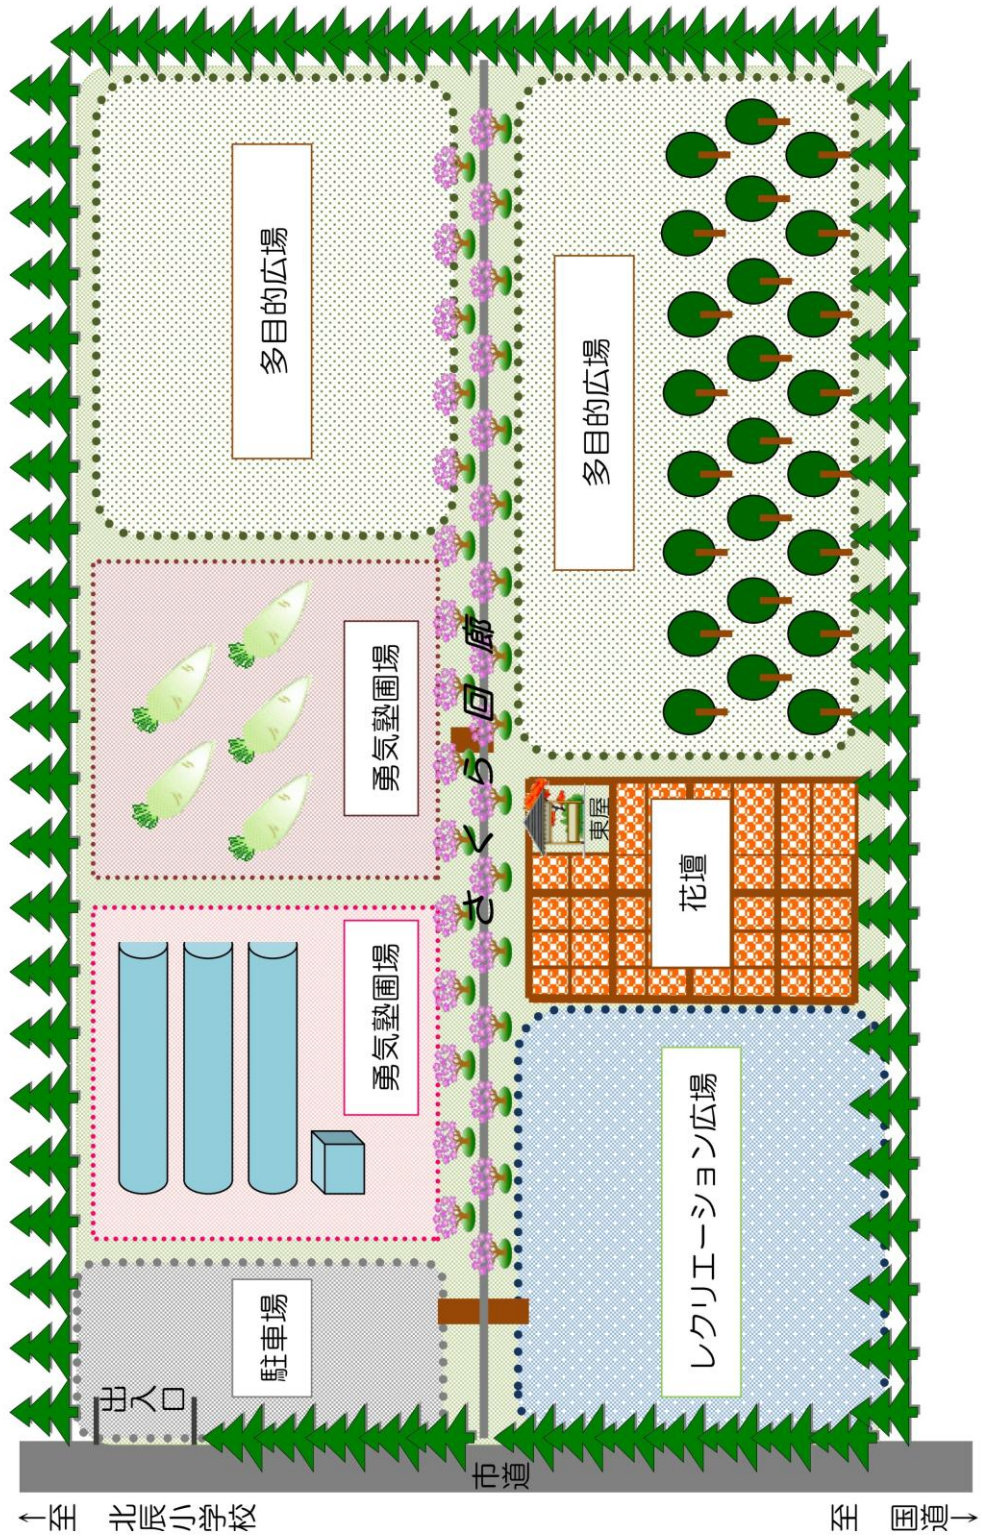 多目的広場
多目的広場
勇気塾圃場
勇気塾圃場
さくら回廊
東屋
花壇
駐車場
レクリエーション広場
出入口
市道
←至 北辰小学校
至 国道→